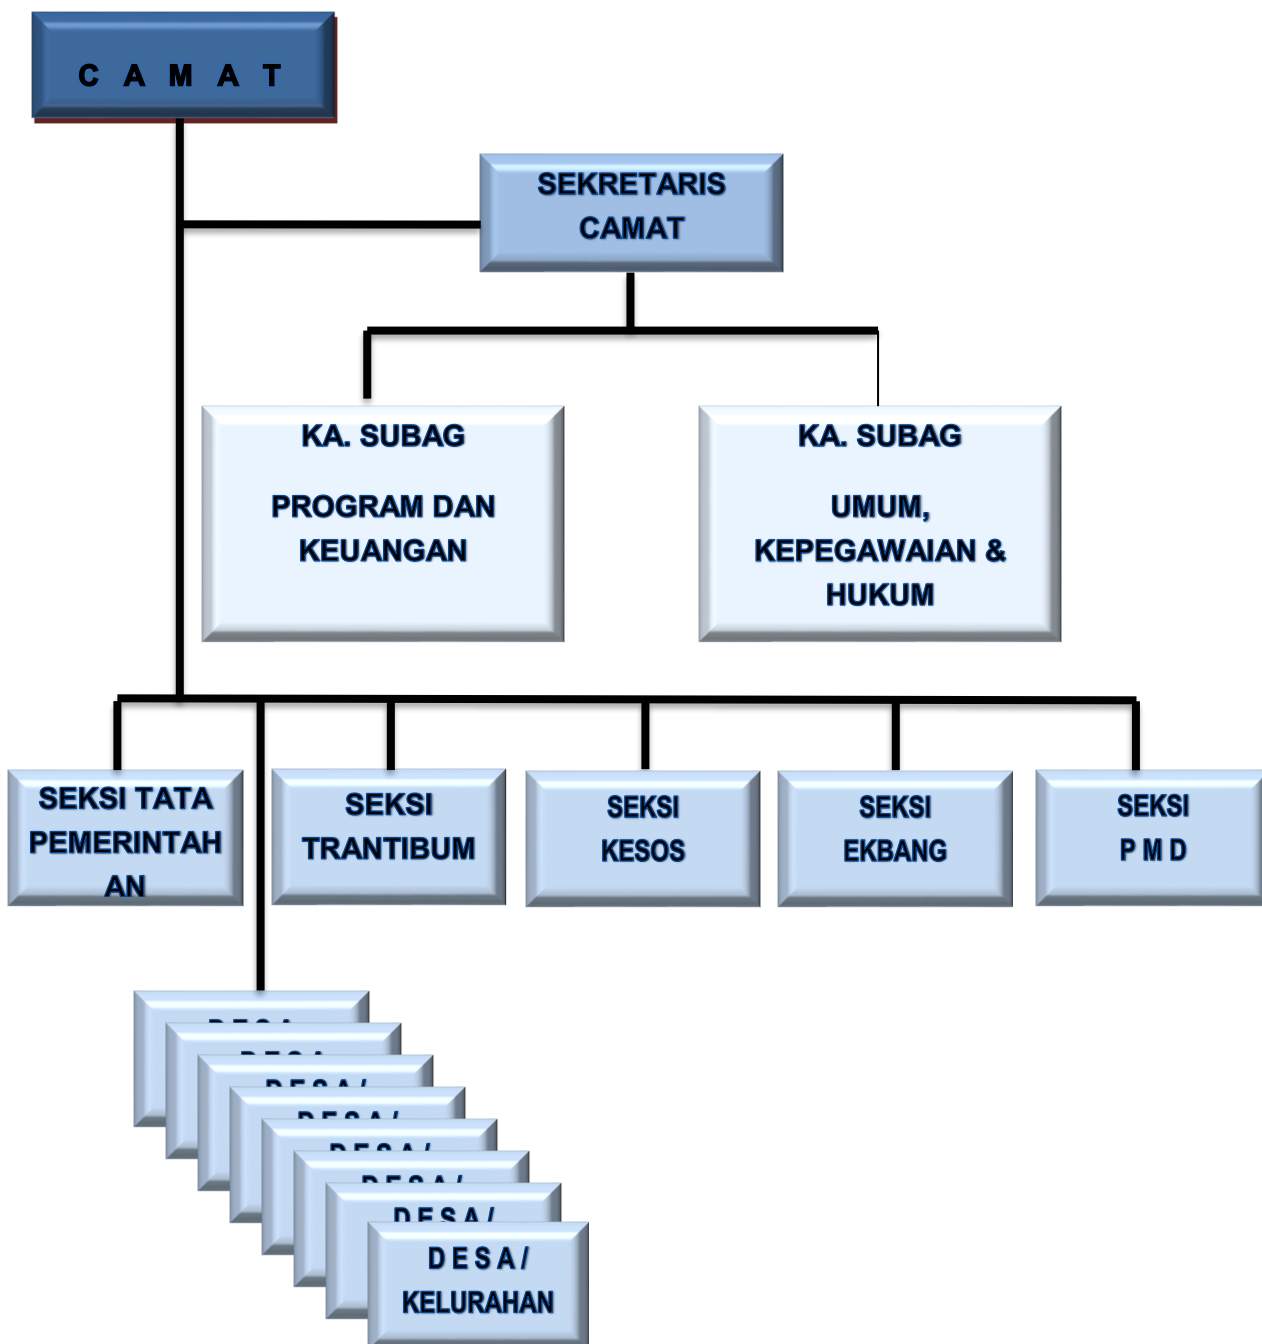 C A M A T
SEKRETARIS
CAMAT
KA. SUBAG
PROGRAM DAN
KEUANGAN
KA. SUBAG
UMUM,
KEPEGAWAIAN &
HUKUM
SEKSI TATA
PEMERINTAH
AN
SEKSI
TRANTIBUM
SEKSI
KESOS
SEKSI
EKBANG
SEKSI
P M D
D E S A
D E S A
D E S A /
D E S A /
D E S A /
D E S A /
D E S A /
D E S A /
KELURAHAN